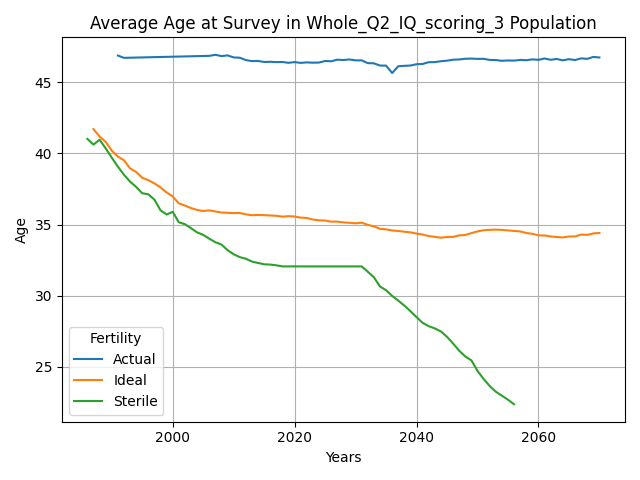 Average Age at Survey in Whole_Q2_IQ_scoring_3 Population
Age
45
40
35
30
25
Fertility
Actual
Ideal
Sterile
2000 2020 2040 2060
Years